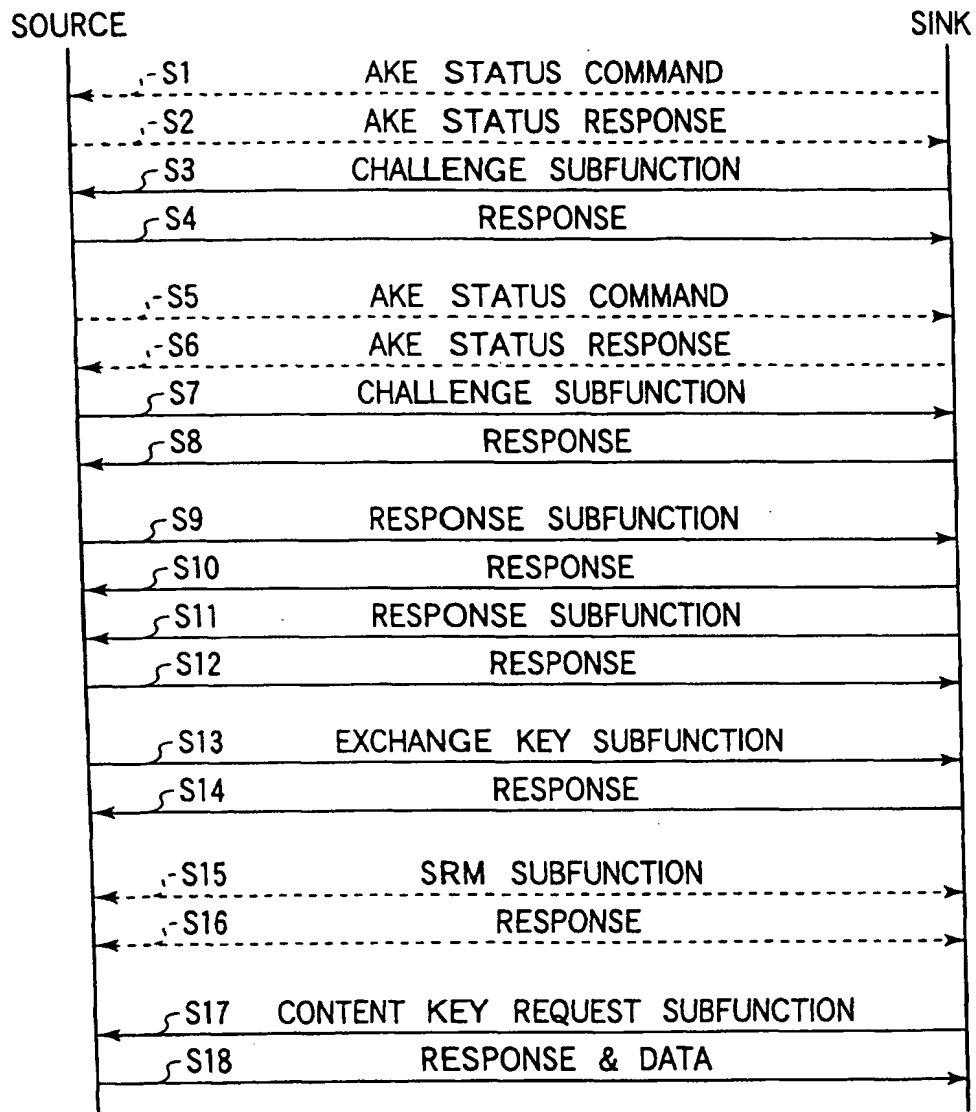 SOURCE SINK
S1 AKE STATUS COMMAND
S2 AKE STATUS RESPONSE
S3 CHALLENGE SUBFUNCTION
S4 RESPONSE
S5 AKE STATUS COMMAND
S6 AKE STATUS RESPONSE
S7 CHALLENGE SUBFUNCTION
S8 RESPONSE
S9 RESPONSE SUBFUNCTION
S10 RESPONSE
S11 RESPONSE SUBFUNCTION
S12 RESPONSE
S13 EXCHANGE KEY SUBFUNCTION
S14 RESPONSE
S15 SRM SUBFUNCTION
S16 RESPONSE
S17 CONTENT KEY REQUEST SUBFUNCTION
S18 RESPONSE & DATA